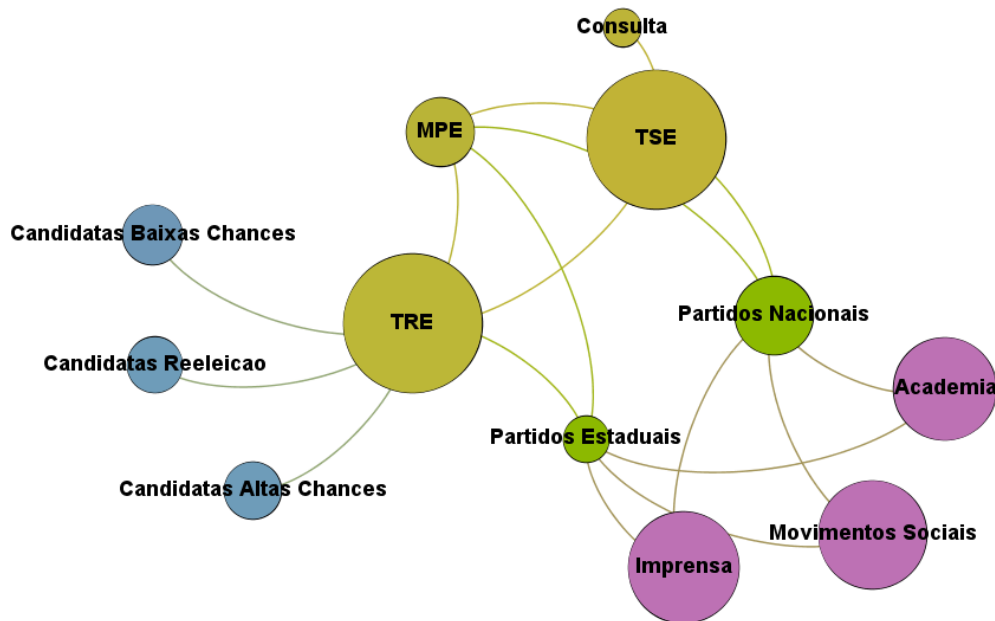 Consulta
MPE
TSE
Candidatas Baixas Chances
TRE
Partidos Nacionais
Candidatas Reeleicao
Academia
Partidos Estaduais
Candidatas Altas Chances
Movimentos Sociais
Imprensa